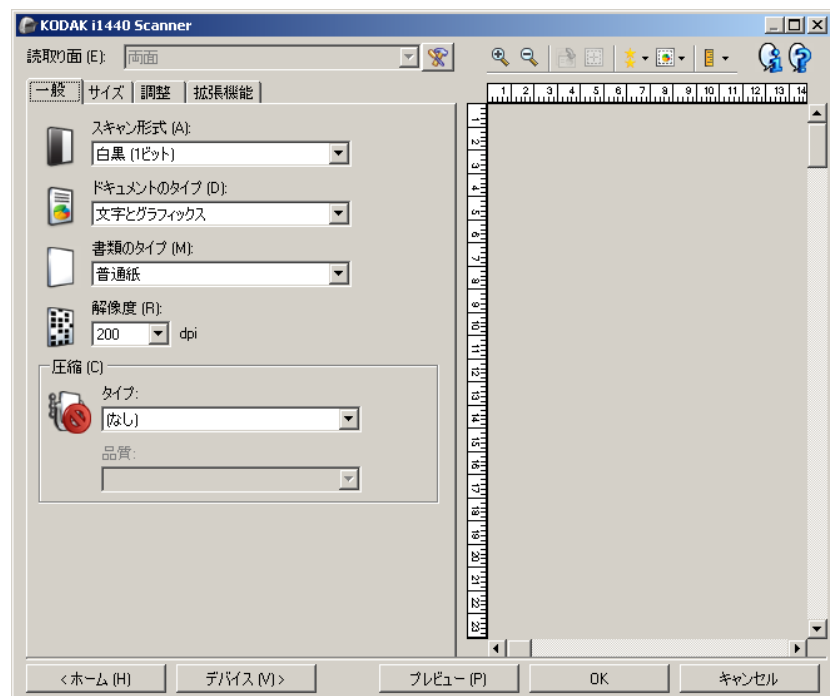 KODAK i1440 Scanner
読取り面 (E): 両面
一般 サイズ 調整 拡張機能
スキャン形式 (A):
白黒 (1ビット)
ドキュメントのタイプ (D):
文字とグラフィックス
書類のタイプ (M):
普通紙
解像度 (R):
200 dpi
圧縮 (C)
タイプ:
(なし)
品質:
1 2 3 4 5 6 7 8 9 10 11 12 13 14
1
2
3
4
5
6
7
8
9
10
11
12
13
14
15
16
17
18
19
20
21
22
23
< ホーム (H) デバイス (V) > プレビュー (P) OK キャンセル